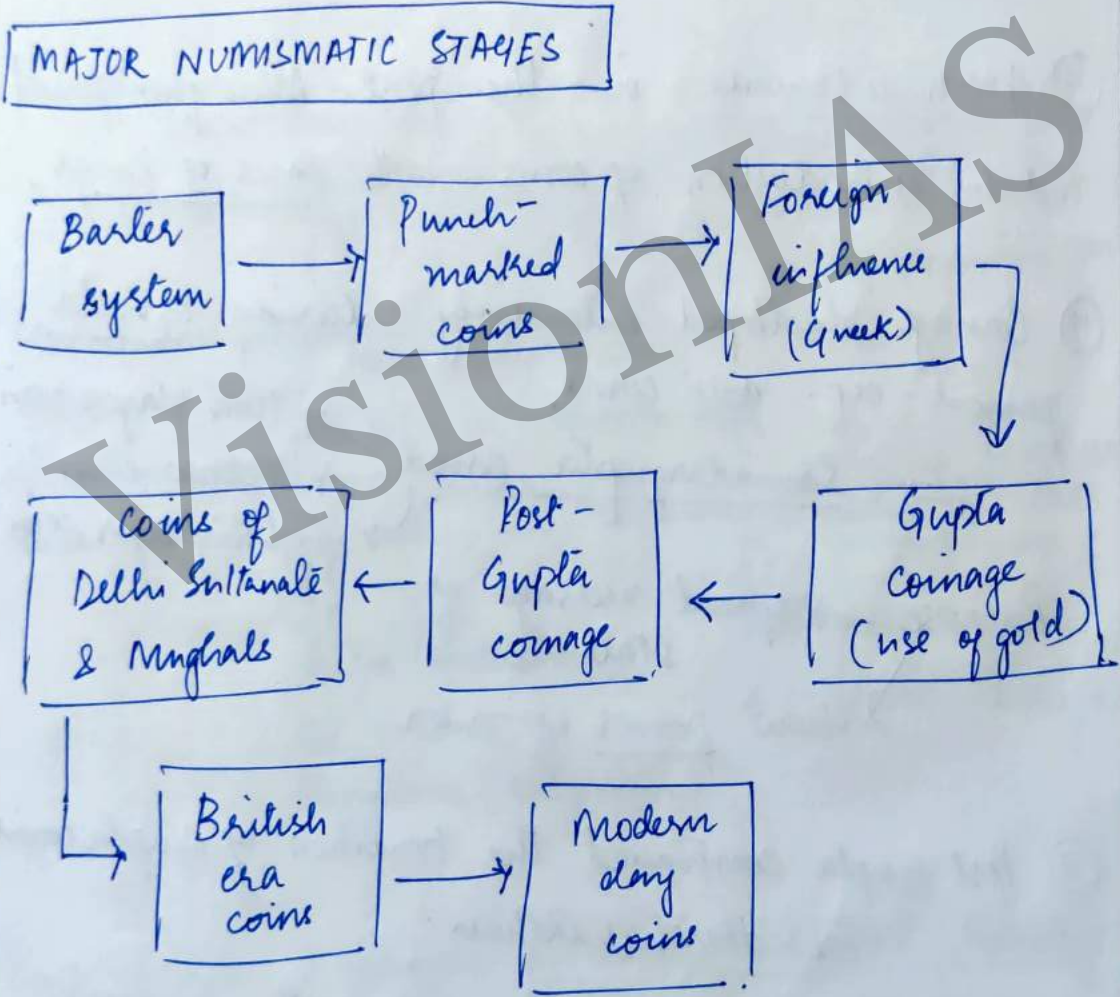 MAJOR NUMISMATIC STAGES
Barter
system
Punch-
marked
coins
Foreign
influence
(Greek)
Gupta
coinage
(use of gold)
Post-
Gupta
coinage
coins of
Delhi Sultanate
& Mughals
British
era
coins
Modern
day
coins
VisionIAS